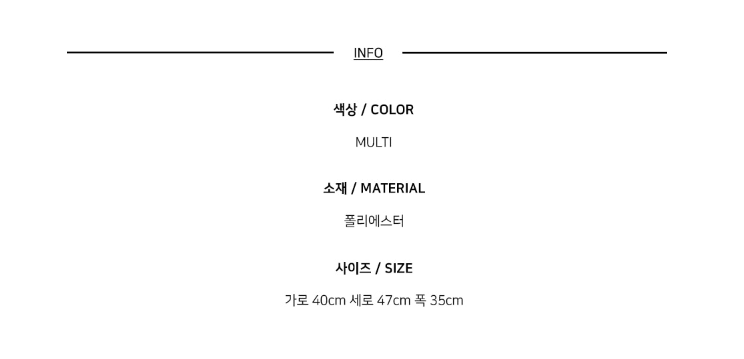 INFO
색상 / COLOR
MULTI
소재 / MATERIAL
폴리에스터
사이즈 / SIZE
가로 40cm 세로 47cm 폭 35cm